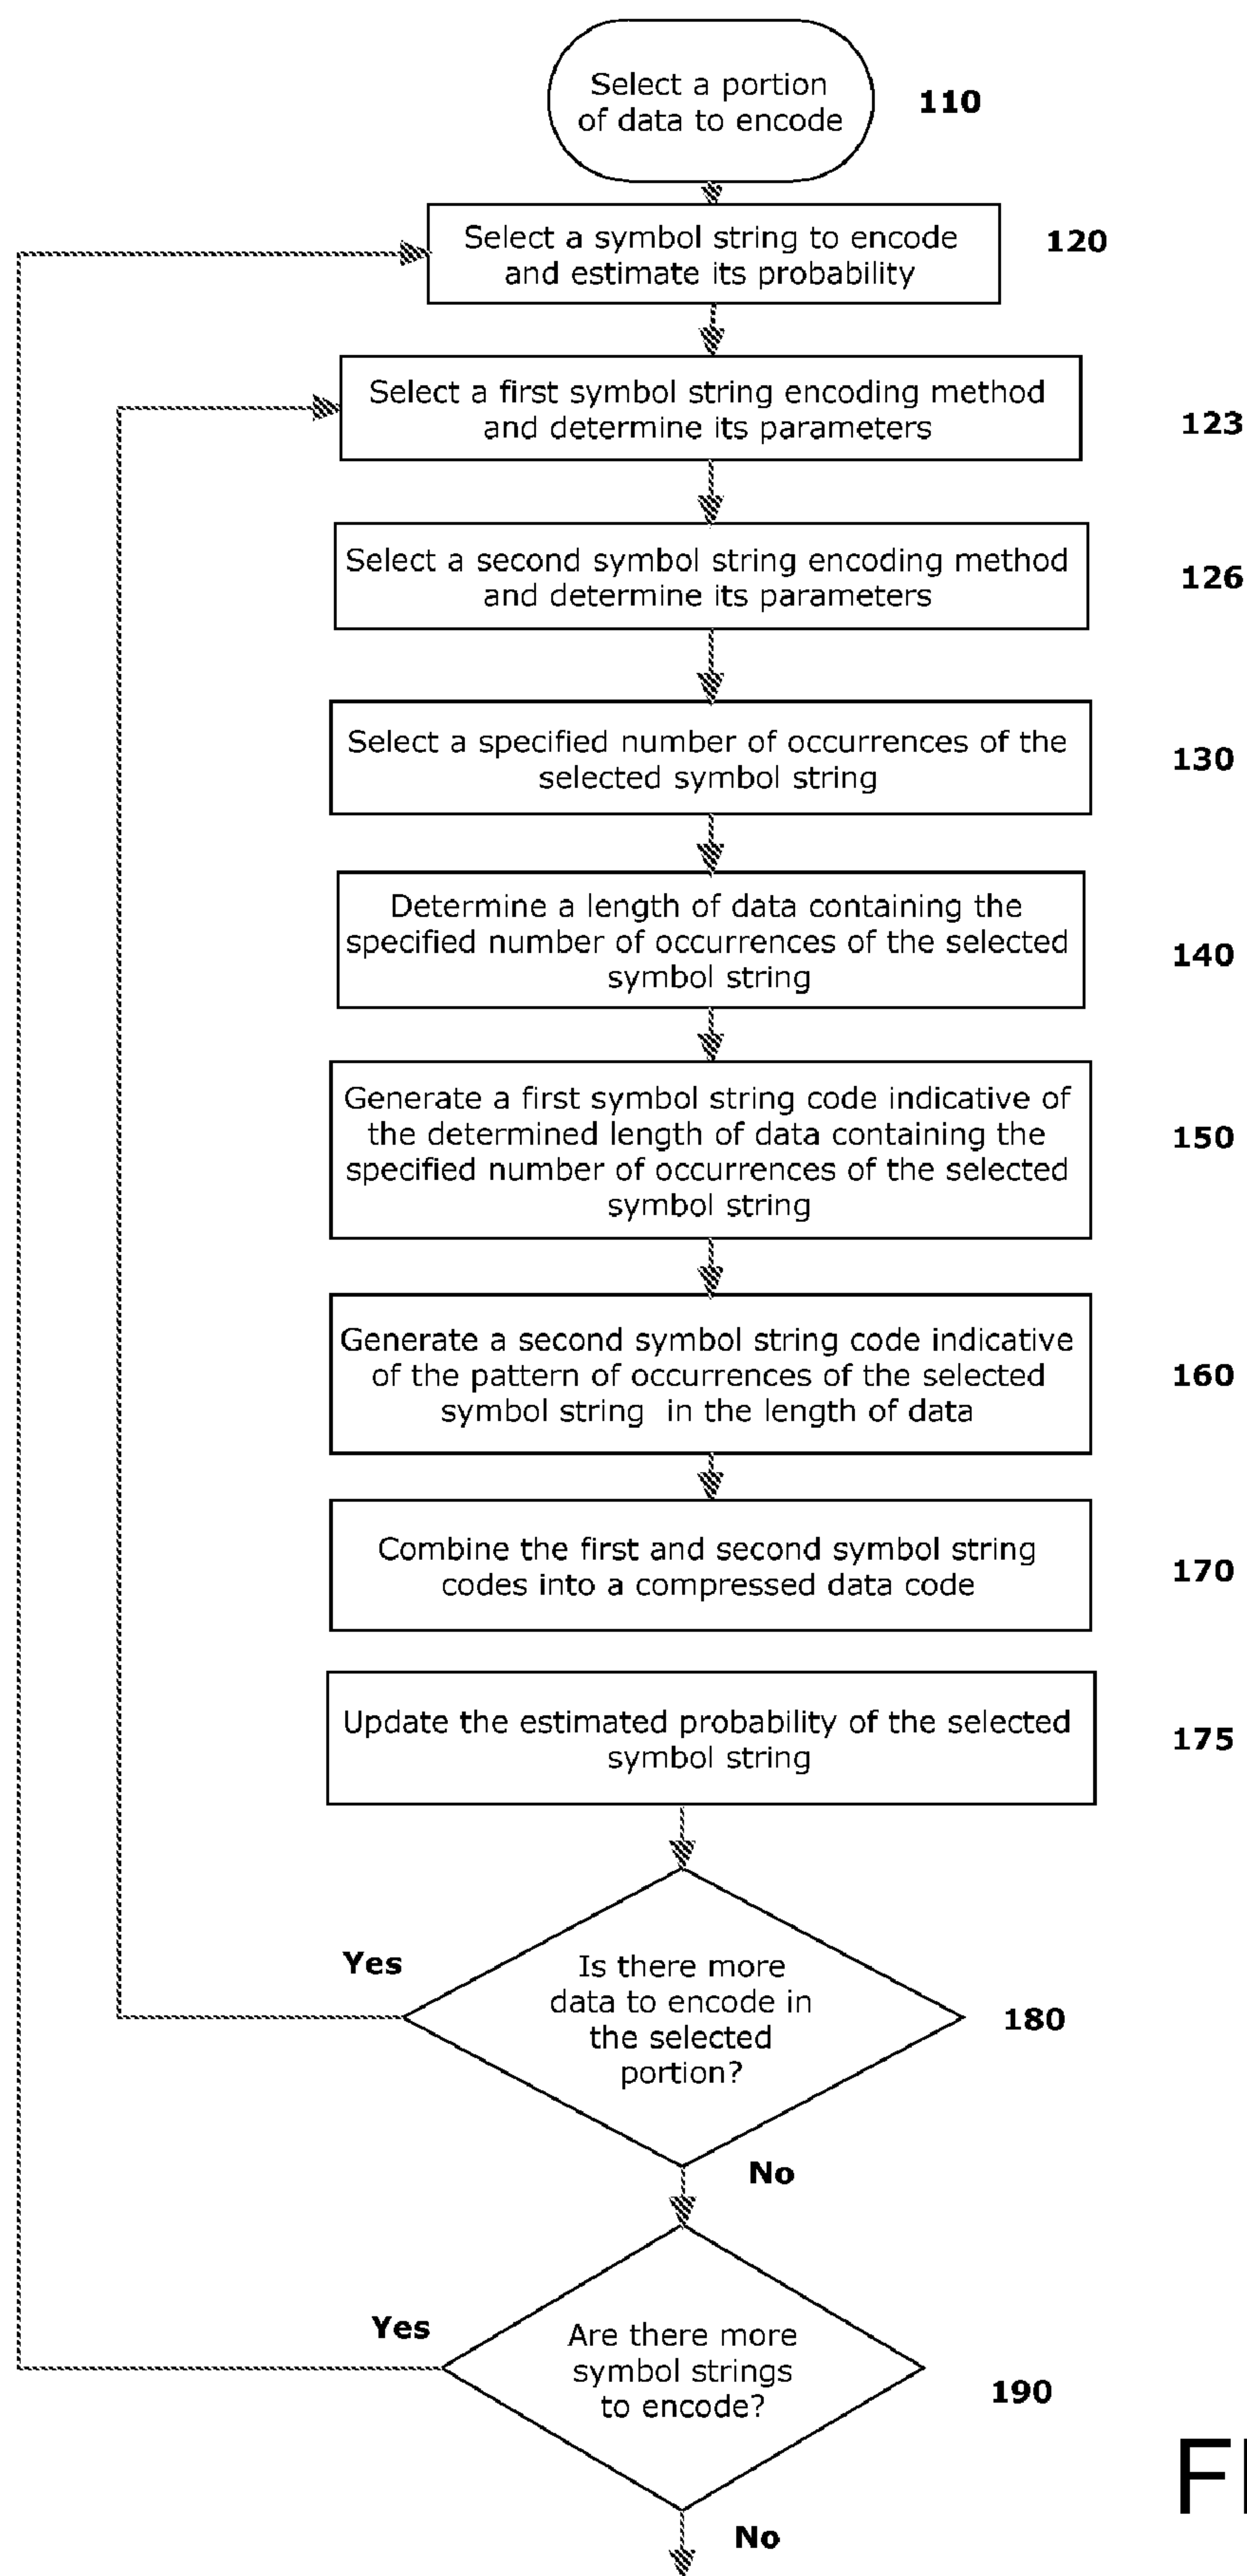 Select a portion
of data to encode
110
Select a symbol string to encode
and estimate its probability
120
Select a first symbol string encoding method
and determine its parameters
123
Select a second symbol string encoding method
and determine its parameters
126
Select a specified number of occurrences of the
selected symbol string
130
Determine a length of data containing the
specified number of occurrences of the selected
symbol string
140
Generate a first symbol string code indicative of
the determined length of data containing the
specified number of occurrences of the selected
symbol string
150
Generate a second symbol string code indicative
of the pattern of occurrences of the selected
symbol string in the length of data
160
Combine the first and second symbol string
codes into a compressed data code
170
Update the estimated probability of the selected
symbol string
175
Yes
Is there more
data to encode in
the selected
portion?
180
No
Yes
Are there more
symbol strings
to encode?
190
No